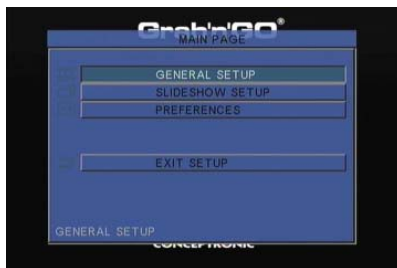 Grab'n'GO®
MAIN PAGE
GENERAL SETUP
SLIDESHOW SETUP
PREFERENCES
EXIT SETUP
GENERAL SETUP
CONCEPTRONIC